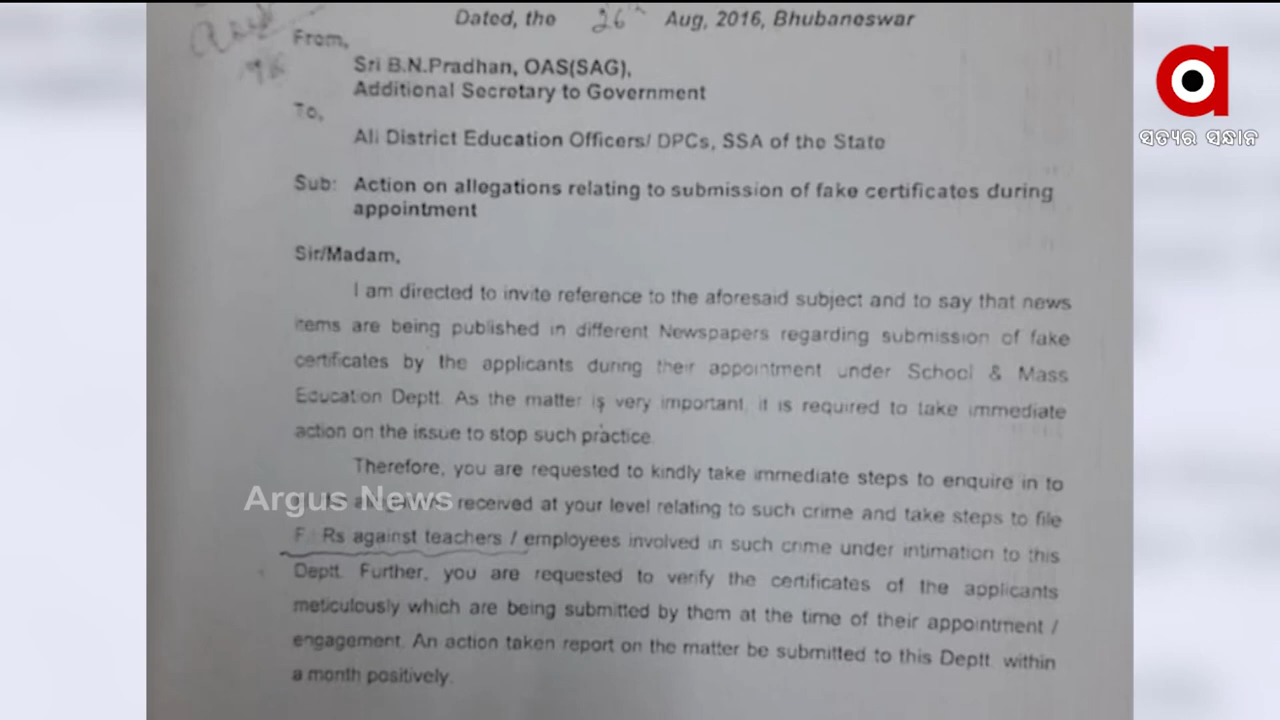 Dated, the 26th Aug, 2016, Bhubaneswar
From,
Sri B.N.Pradhan, OAS(SAG),
Additional Secretary to Government
To,
All District Education Officers/ DPCs, SSA of the State
Sub: Action on allegations relating to submission of fake certificates during
appointment
Sir/Madam,
I am directed to invite reference to the aforesaid subject and to say that news
items are being published in different Newspapers regarding submission of fake
certificates by the applicants during their appointment under School & Mass
Education Deptt. As the matter is very important, it is required to take immediate
action on the issue to stop such practice.
Therefore, you are requested to kindly take immediate steps to enquire in to
received at your level relating to such crime and take steps to file
F Rs against teachers / employees involved in such crime under intimation to this
Deptt. Further, you are requested to verify the certificates of the applicants
meticulously which are being submitted by them at the time of their appointment /
engagement. An action taken report on the matter be submitted to this Deptt. within
a month positively.
Argus News
ସତ୍ୟର ସନ୍ଧାନ